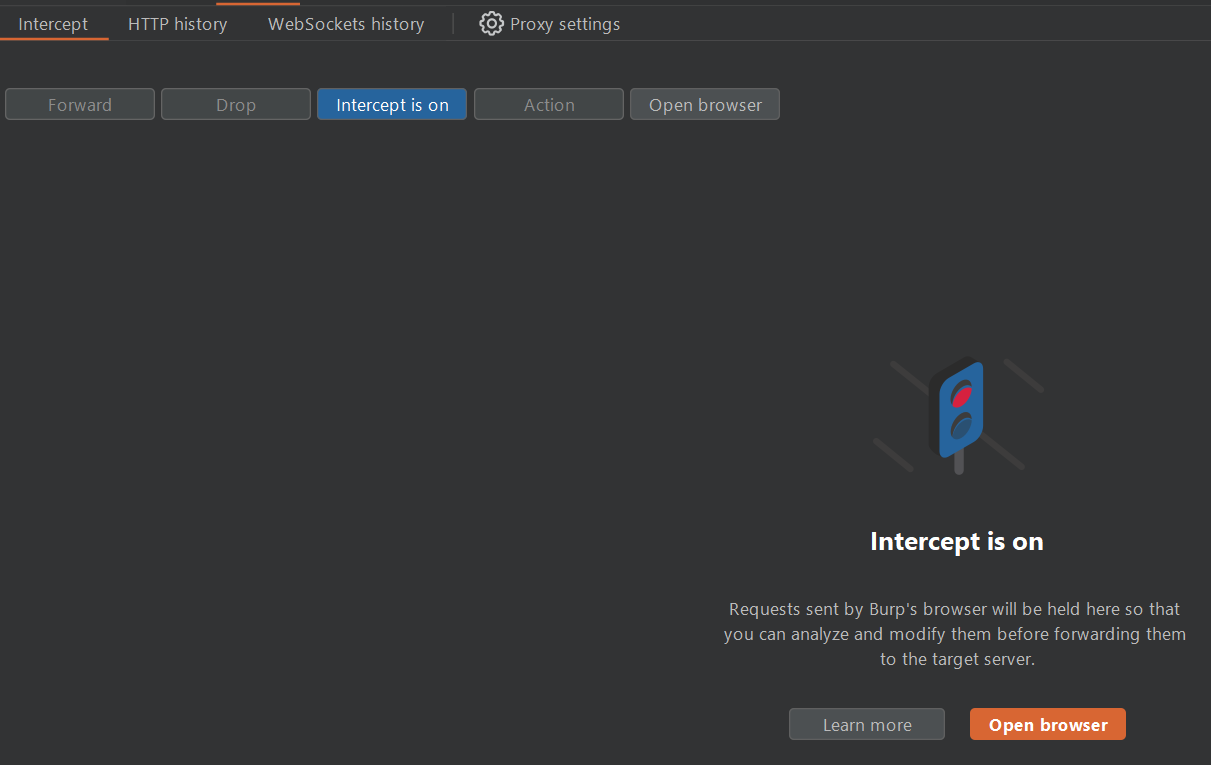 Intercept HTTP history WebSockets history Proxy settings
Forward Drop Intercept is on Action Open browser
Intercept is on
Requests sent by Burp's browser will be held here so that
you can analyze and modify them before forwarding them
to the target server.
Learn more Open browser